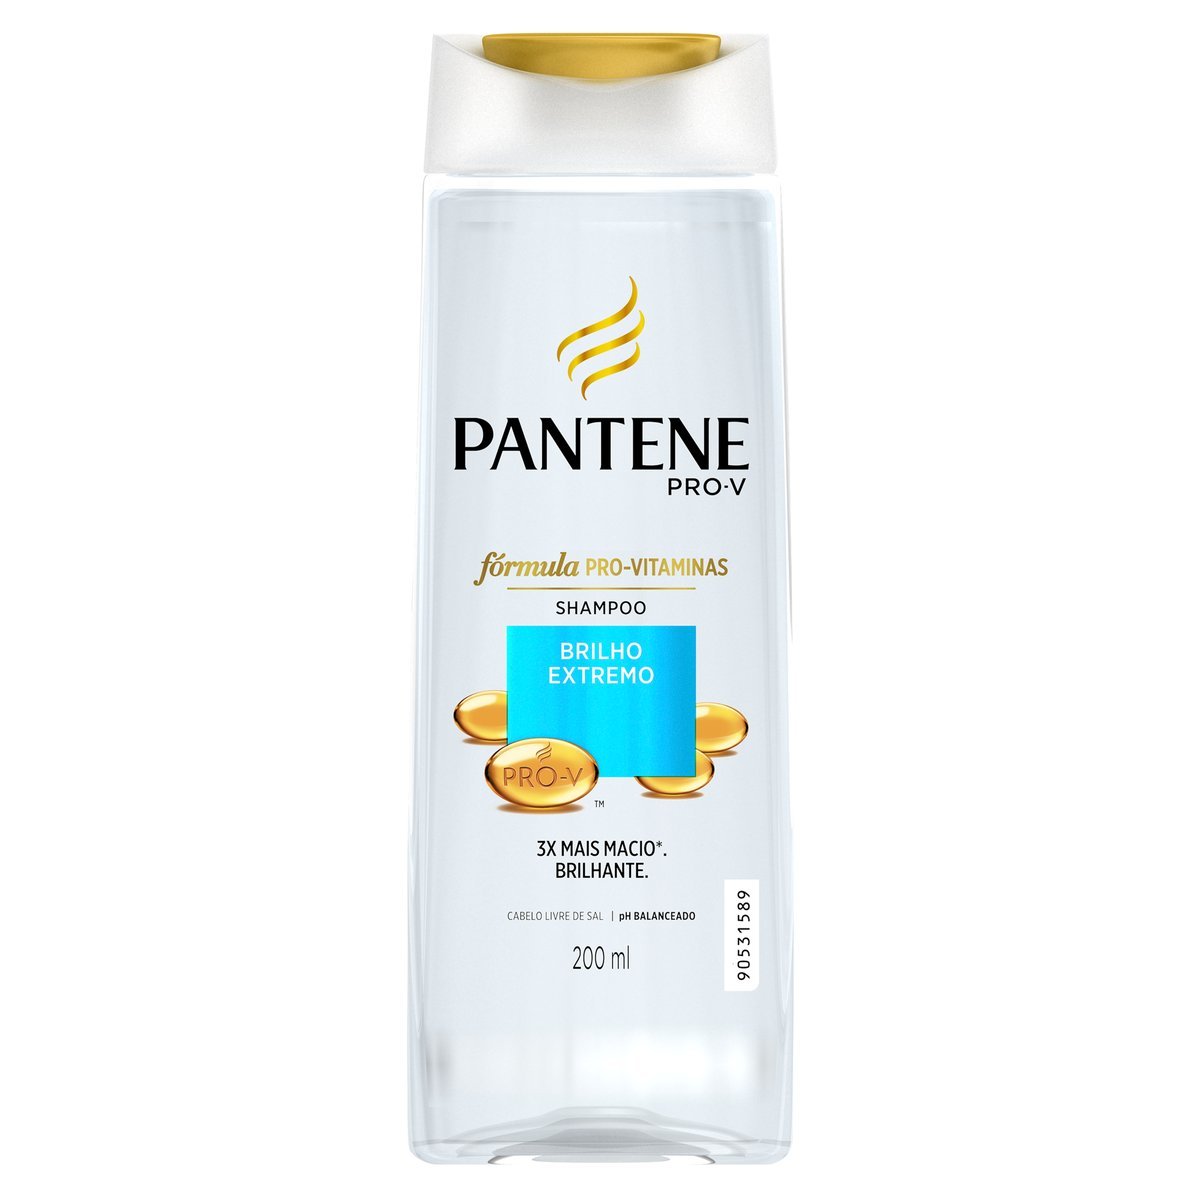 PANTENE
PRO-V
fórmula PRO-VITAMINAS
SHAMPOO
BRILHO
EXTREMO
PRO-V
TM
3X MAIS MACIO*.
BRILHANTE.
CABELO LIVRE DE SAL | pH BALANCEADO
200 ml
90531589